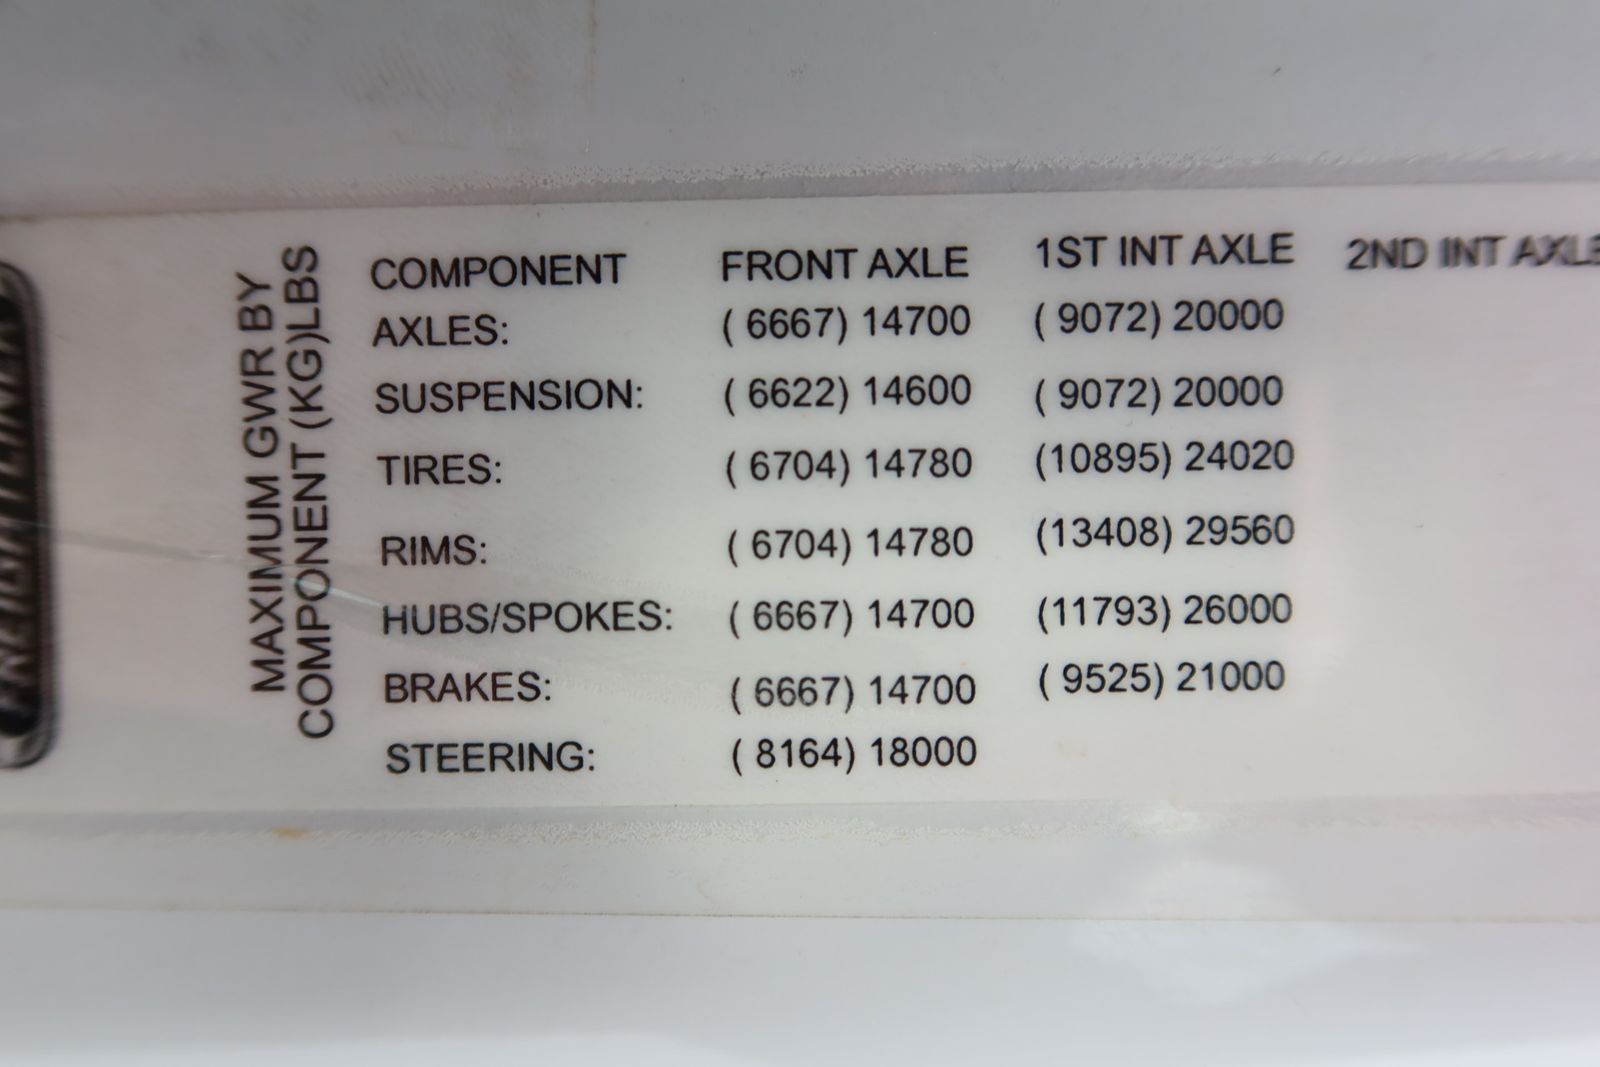 FREIGHTLINER
MAXIMUM GWR BY
COMPONENT (KG)LBS
COMPONENT FRONT AXLE 1ST INT AXLE 2ND INT AXLE
AXLES: ( 6667) 14700 ( 9072) 20000
SUSPENSION: ( 6622) 14600 ( 9072) 20000
TIRES: ( 6704) 14780 (10895) 24020
RIMS: ( 6704) 14780 (13408) 29560
HUBS/SPOKES: ( 6667) 14700 (11793) 26000
BRAKES: ( 6667) 14700 ( 9525) 21000
STEERING: ( 8164) 18000